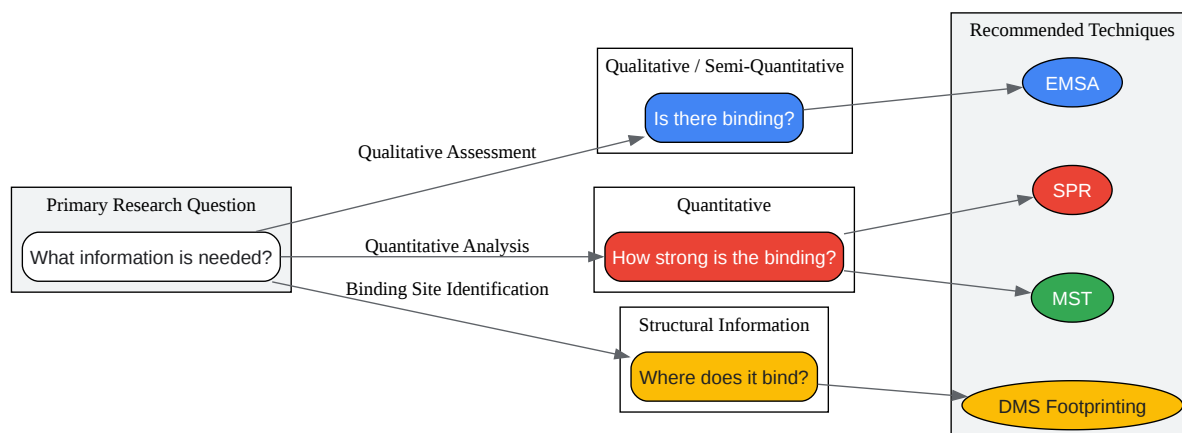 Recommended Techniques
Qualitative / Semi-Quantitative
EMSA
Is there binding?
Qualitative Assessment
Primary Research Question
Quantitative
SPR
What information is needed?
Quantitative Analysis
How strong is the binding?
Binding Site Identification
MST
Structural Information
Where does it bind?
DMS Footprinting